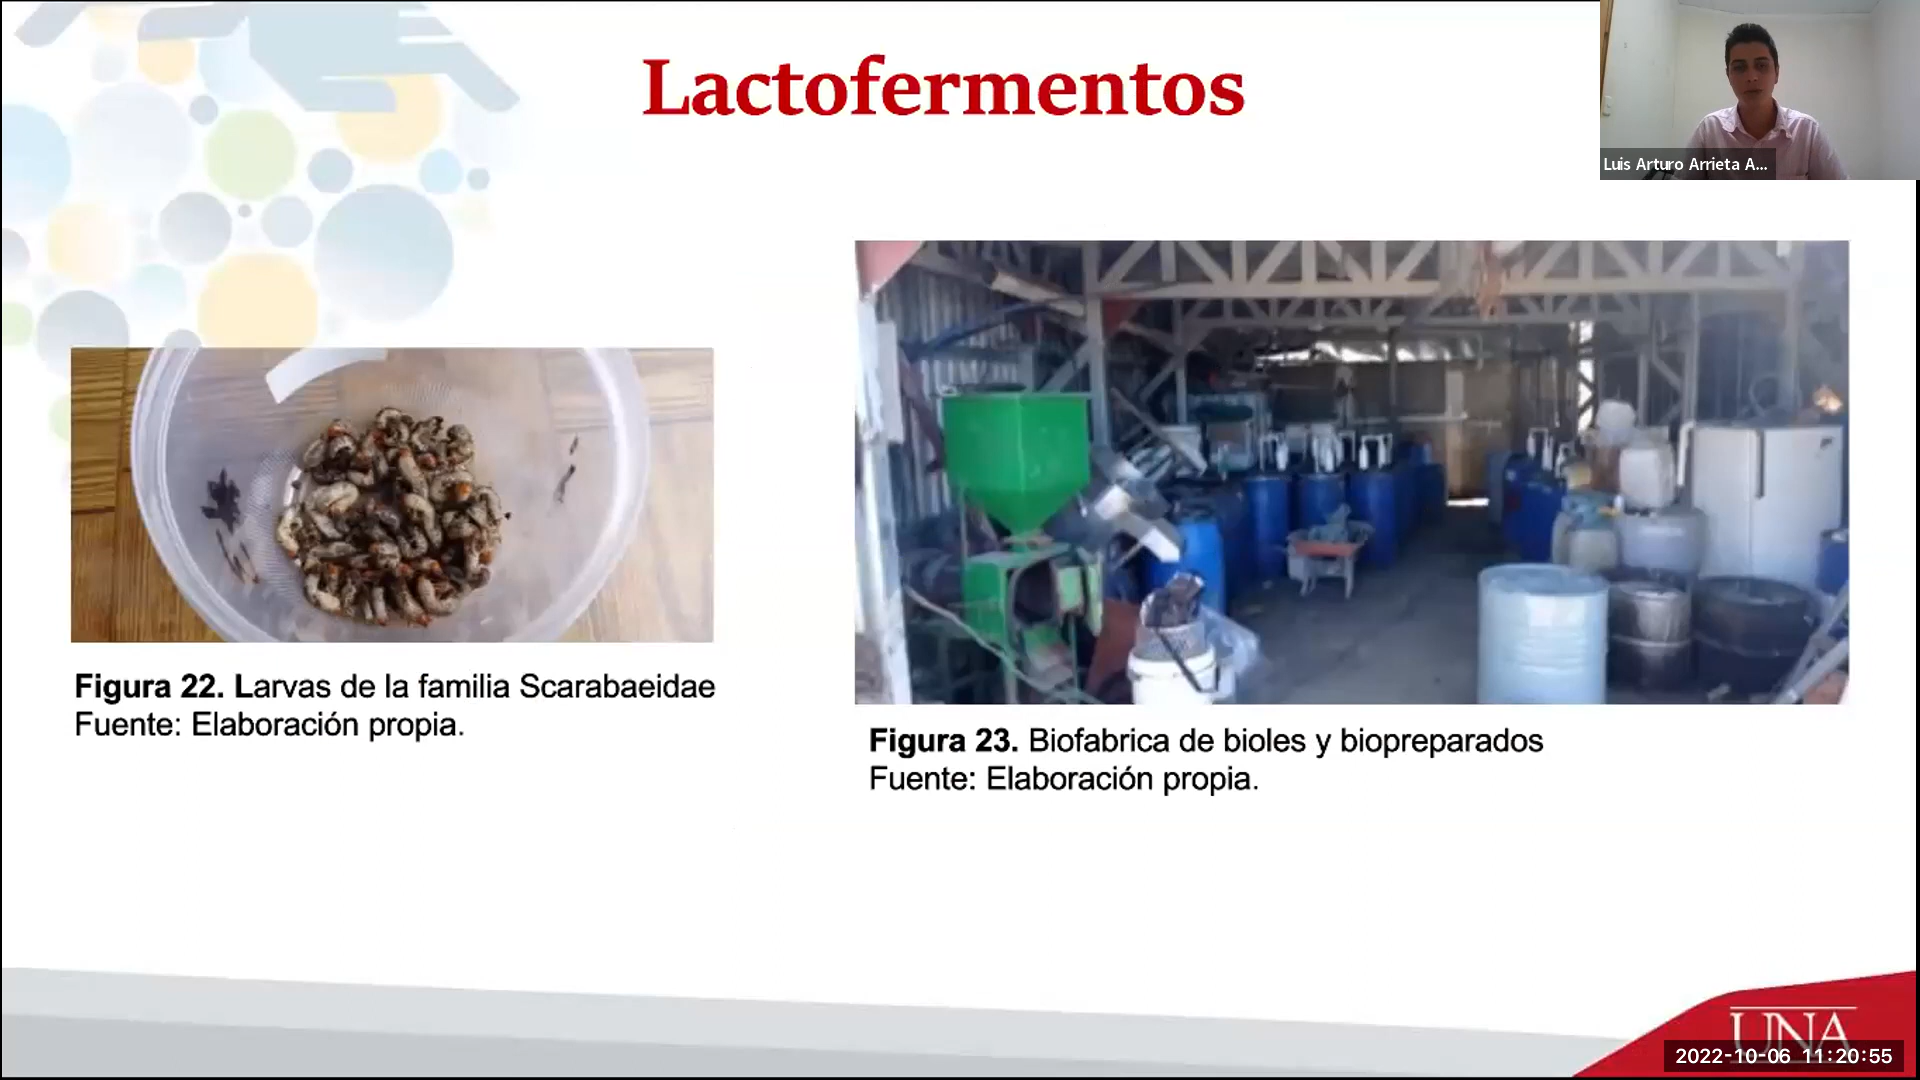 Lactofermentos
Luis Arturo Arrieta A...
Figura 22. Larvas de la familia Scarabaeidae
Fuente: Elaboración propia.
Figura 23. Biofabrica de bioles y biopreparados
Fuente: Elaboración propia.
UNA
2022-10-06 11:20:55